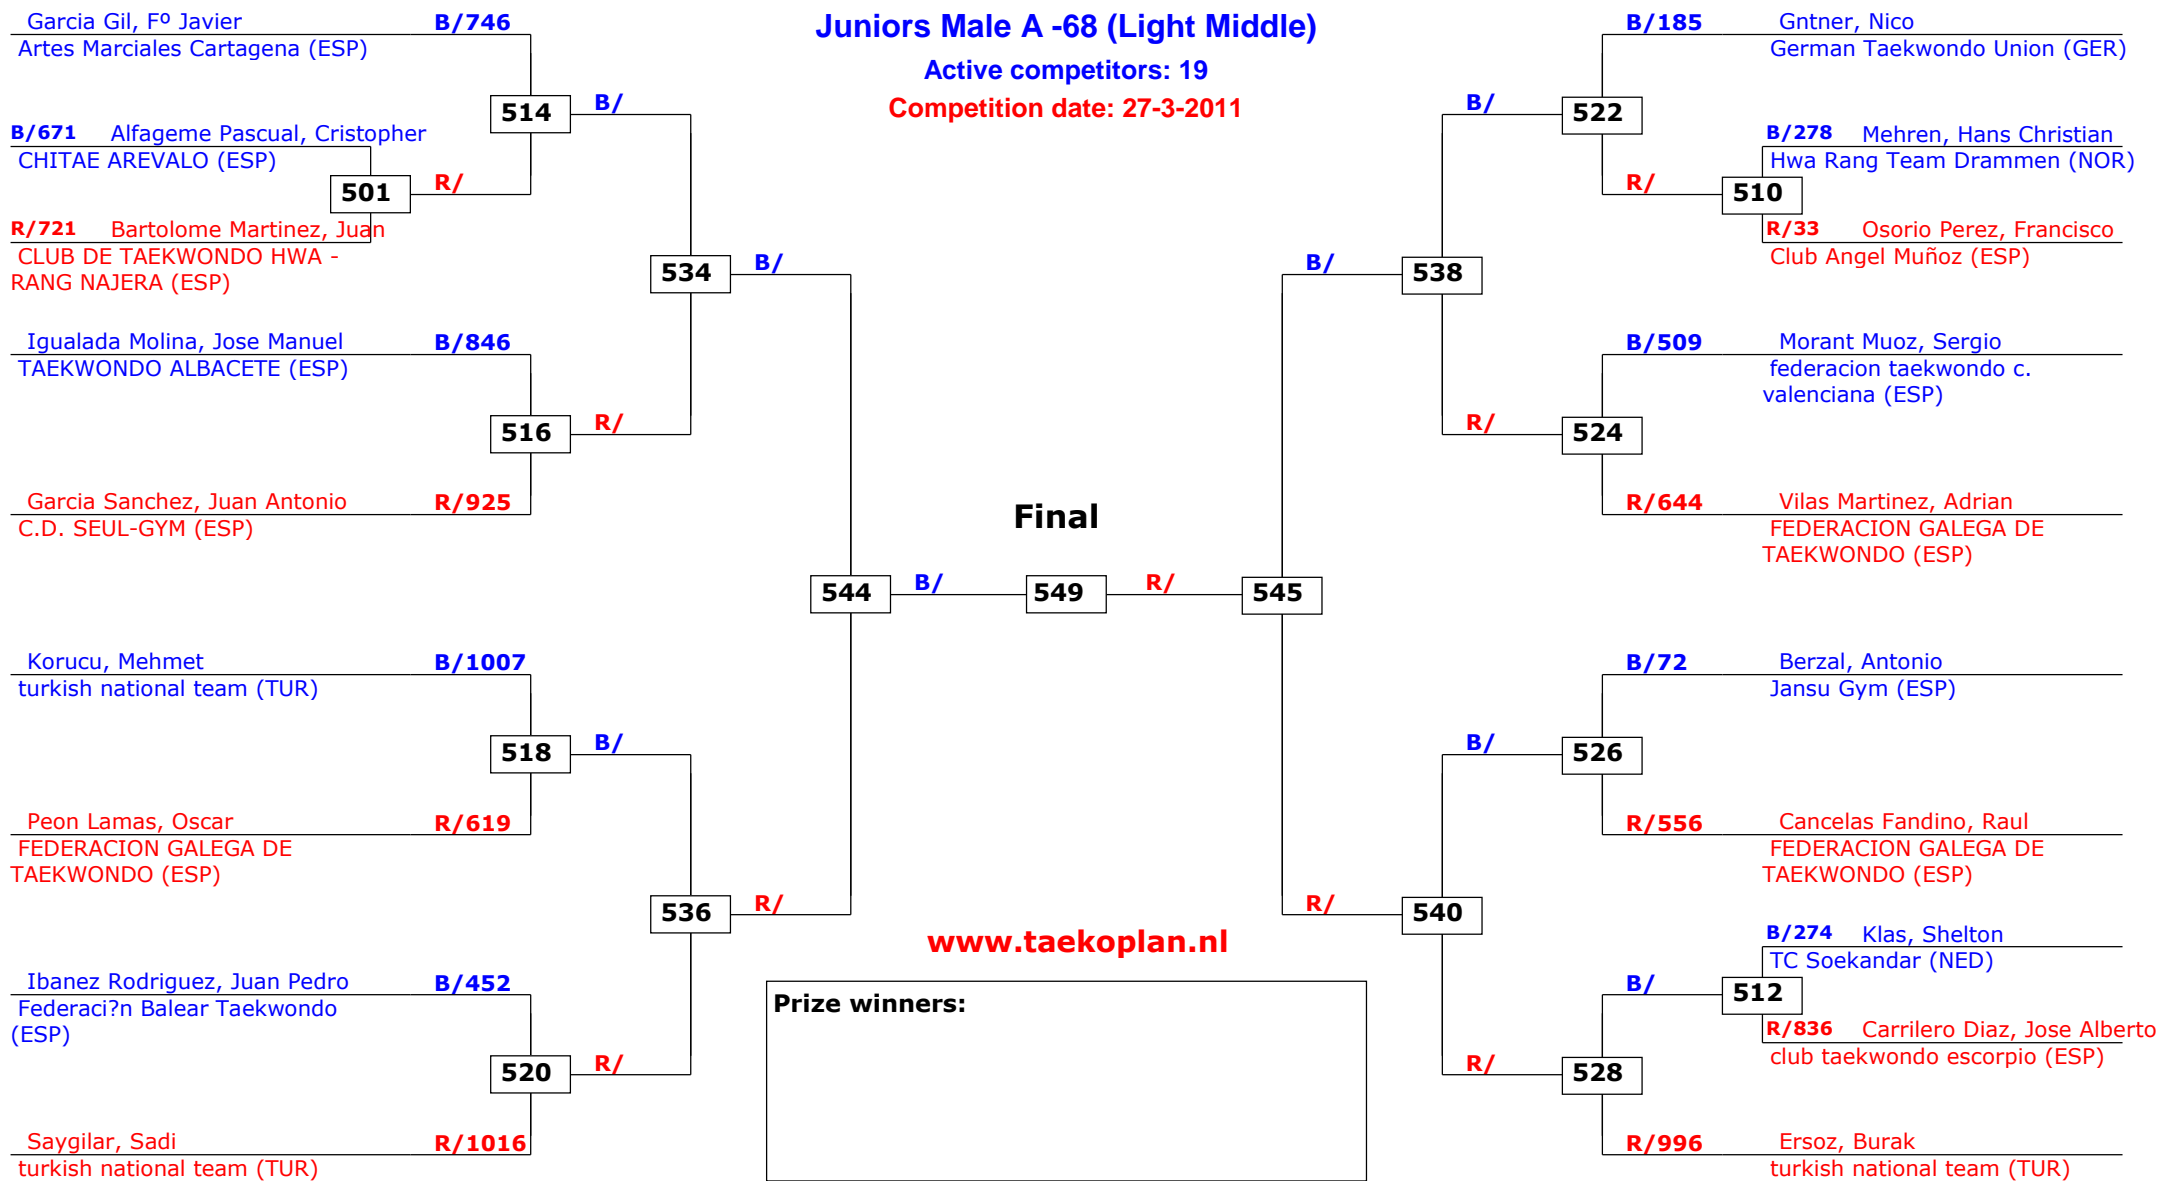 Juniors Male A -68 (Light Middle)
Active competitors: 19
Competition date: 27-3-2011
Garcia Gil, Fº Javier B/746
Artes Marciales Cartagena (ESP)
514 B/
B/671 Alfageme Pascual, Cristopher
CHITAE AREVALO (ESP)
501 R/
R/721 Bartolome Martinez, Juan
CLUB DE TAEKWONDO HWA -
RANG NAJERA (ESP)
534 B/
Igualada Molina, Jose Manuel B/846
TAEKWONDO ALBACETE (ESP)
516 R/
Garcia Sanchez, Juan Antonio R/925
C.D. SEUL-GYM (ESP)
544 B/
Korucu, Mehmet B/1007
turkish national team (TUR)
518 B/
Peon Lamas, Oscar R/619
FEDERACION GALEGA DE
TAEKWONDO (ESP)
536 R/
Ibanez Rodriguez, Juan Pedro B/452
Federaci?n Balear Taekwondo
(ESP)
520 R/
Saygilar, Sadi R/1016
turkish national team (TUR)
Final
549
R/ 545
B/185 Gntner, Nico
German Taekwondo Union (GER)
B/ 522
B/278 Mehren, Hans Christian
Hwa Rang Team Drammen (NOR)
R/ 510
R/33 Osorio Perez, Francisco
Club Angel Muñoz (ESP)
B/ 538
B/509 Morant Muoz, Sergio
federacion taekwondo c.
valenciana (ESP)
R/ 524
R/644 Vilas Martinez, Adrian
FEDERACION GALEGA DE
TAEKWONDO (ESP)
B/72 Berzal, Antonio
Jansu Gym (ESP)
B/ 526
R/556 Cancelas Fandino, Raul
FEDERACION GALEGA DE
TAEKWONDO (ESP)
R/ 540
B/274 Klas, Shelton
TC Soekandar (NED)
B/ 512
R/836 Carrilero Diaz, Jose Alberto
club taekwondo escorpio (ESP)
R/ 528
R/996 Ersoz, Burak
turkish national team (TUR)
www.taekoplan.nl
Prize winners: